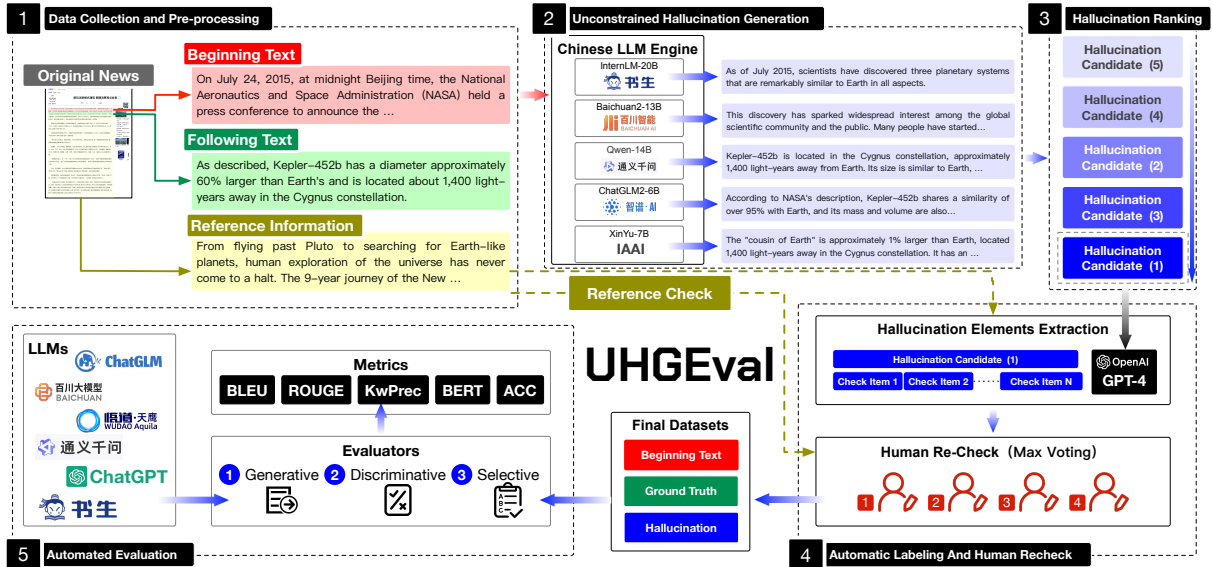 1 Data Collection and Pre-processing
Original News
Beginning Text
On July 24, 2015, at midnight Beijing time, the National
Aeronautics and Space Administration (NASA) held a
press conference to announce the ...
Following Text
As described, Kepler-452b has a diameter approximately
60% larger than Earth's and is located about 1,400 light-
years away in the Cygnus constellation.
Reference Information
From flying past Pluto to searching for Earth-like
planets, human exploration of the universe has never
come to a halt. The 9-year journey of the New ...
2 Unconstrained Hallucination Generation
Chinese LLM Engine
InternLM-20B
书生
Baichuan2-13B
百川智能
BAICHUAN AI
Qwen-14B
通义千问
ChatGLM2-6B
智谱·AI
XinYu-7B
IAAI
As of July 2015, scientists have discovered three planetary systems
that are remarkably similar to Earth in all aspects.
This discovery has sparked widespread interest among the global
scientific community and the public. Many people have started...
Kepler-452b is located in the Cygnus constellation, approximately
1,400 light-years away from Earth. Its size is similar to Earth, ...
According to NASA's description, Kepler-452b shares a similarity of
over 95% with Earth, and its mass and volume are also...
The "cousin of Earth" is approximately 1% larger than Earth, located
1,400 light-years away in the Cygnus constellation. It has an ...
3 Hallucination Ranking
Hallucination
Candidate (5)
Hallucination
Candidate (4)
Hallucination
Candidate (2)
Hallucination
Candidate (3)
Hallucination
Candidate (1)
Reference Check
Hallucination Elements Extraction
Hallucination Candidate (1)
Check Item 1 Check Item 2 ...... Check Item N
OpenAI
GPT-4
Human Re-Check (Max Voting)
1 2 3 4
4 Automatic Labeling And Human Recheck
UHGEval
Final Datasets
Beginning Text
Ground Truth
Hallucination
LLMs
ChatGLM
百川大模型
BAICHUAN
悟道·天鹰
WUDAO Aquila
通义千问
ChatGPT
书生
Metrics
BLEU ROUGE KwPrec BERT ACC
Evaluators
1 Generative 2 Discriminative 3 Selective
A
B
C
5 Automated Evaluation